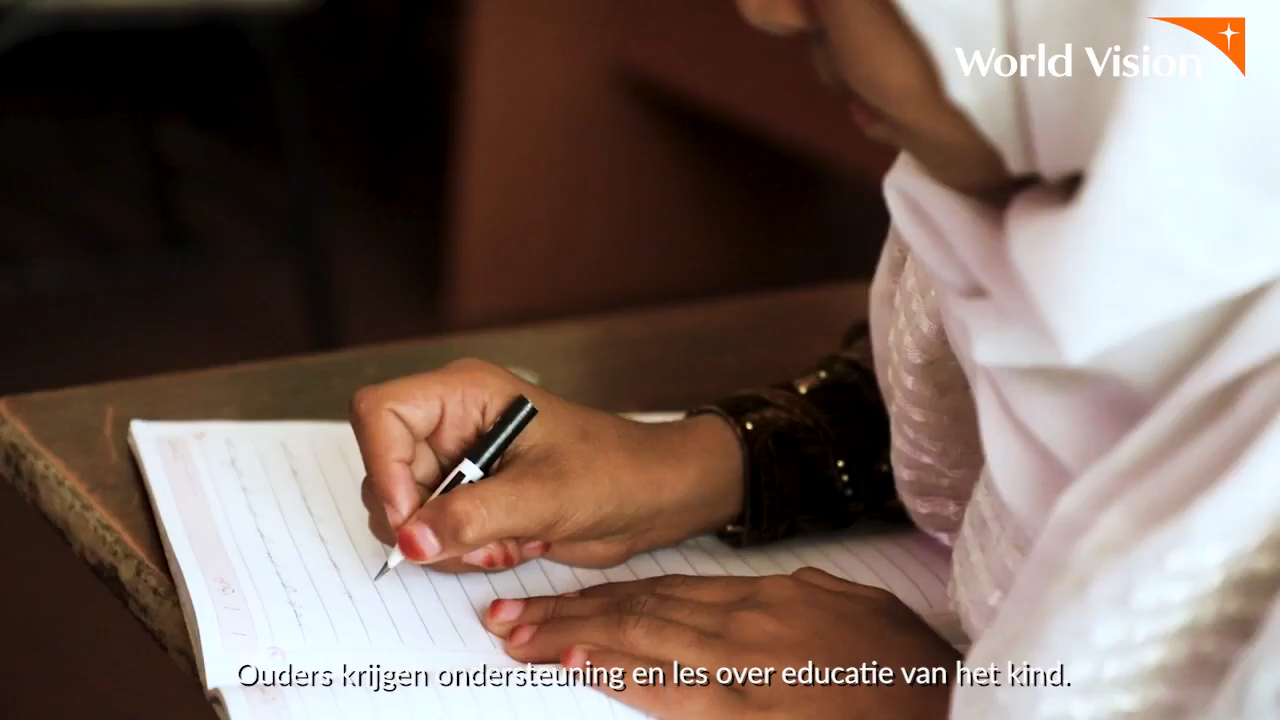 World Vision
Ouders krijgen ondersteuning en les over educatie van het kind.